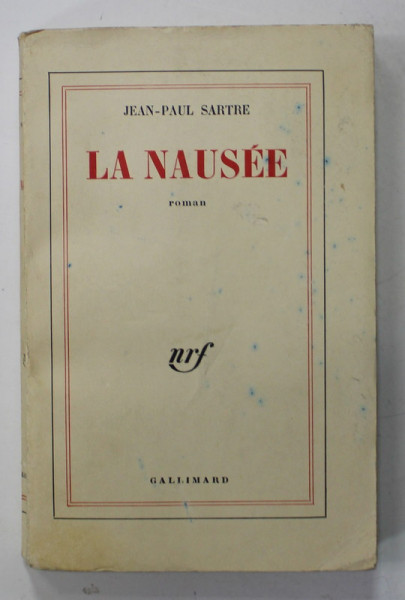 JEAN-PAUL SARTRE
LA NAUSÉE
roman
nrf
GALLIMARD